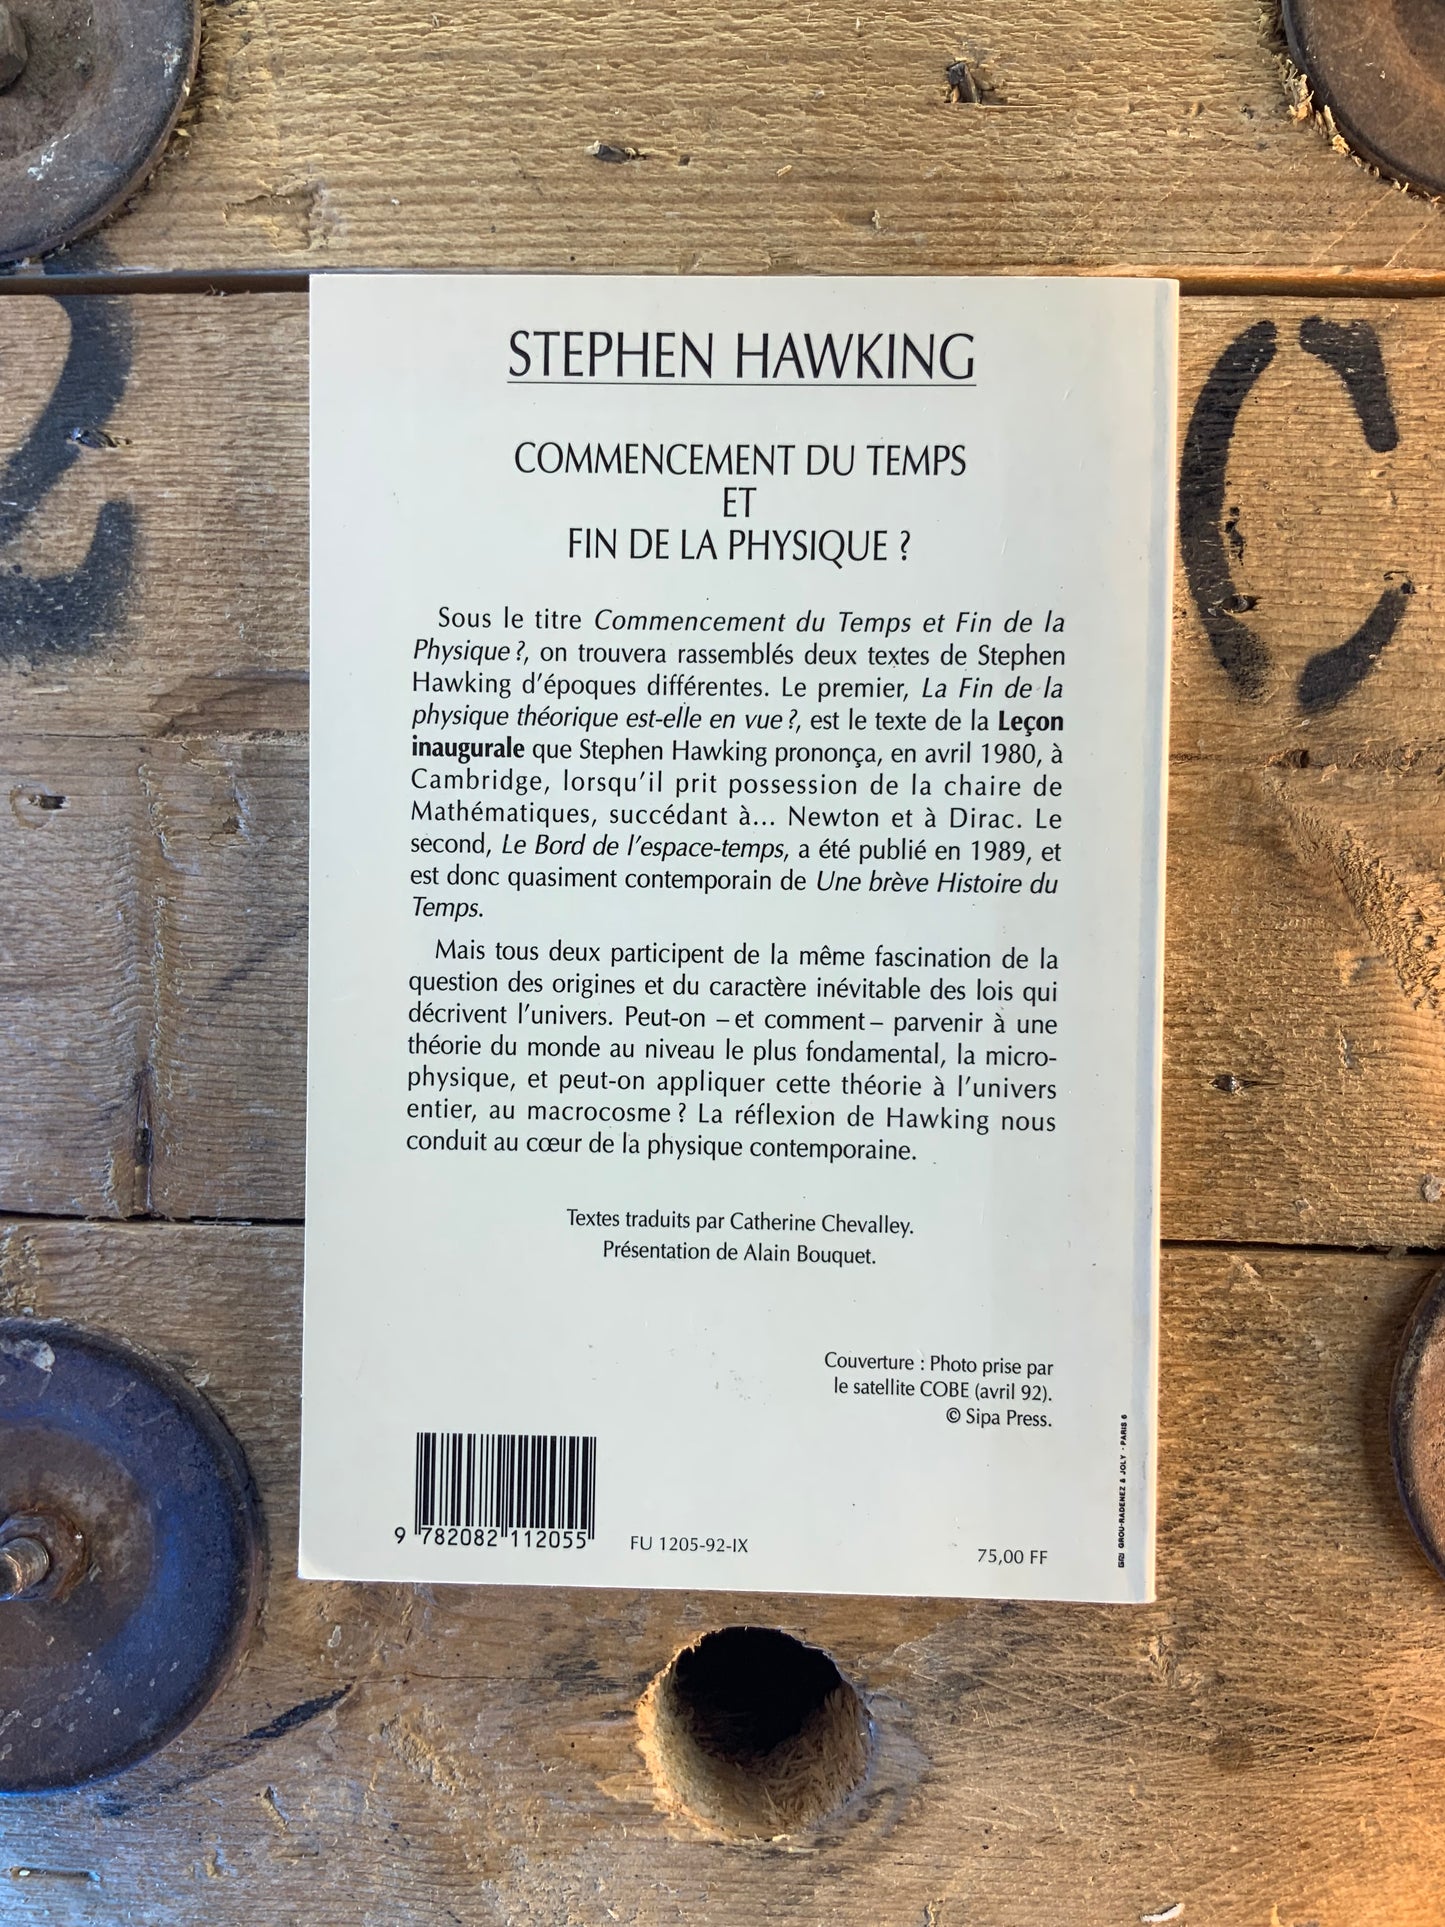 STEPHEN HAWKING
COMMENCEMENT DU TEMPS
ET
FIN DE LA PHYSIQUE ?
Sous le titre Commencement du Temps et Fin de la
Physique ?, on trouvera rassemblés deux textes de Stephen
Hawking d'époques différentes. Le premier, La Fin de la
physique théorique est-elle en vue ?, est le texte de la Leçon
inaugurale que Stephen Hawking prononça, en avril 1980, à
Cambridge, lorsqu'il prit possession de la chaire de
Mathématiques, succédant à... Newton et à Dirac. Le
second, Le Bord de l'espace-temps, a été publié en 1989, et
est donc quasiment contemporain de Une brève Histoire du
Temps.
Mais tous deux participent de la même fascination de la
question des origines et du caractère inévitable des lois qui
décrivent l'univers. Peut-on – et comment – parvenir à une
théorie du monde au niveau le plus fondamental, la micro-
physique, et peut-on appliquer cette théorie à l'univers
entier, au macrocosme ? La réflexion de Hawking nous
conduit au cœur de la physique contemporaine.
Textes traduits par Catherine Chevalley.
Présentation de Alain Bouquet.
Couverture : Photo prise par
le satellite COBE (avril 92).
© Sipa Press.
9 782082 112055
FU 1205-92-IX
75,00 FF
GROU-RADENEZ & JOLY · PARIS 6
C